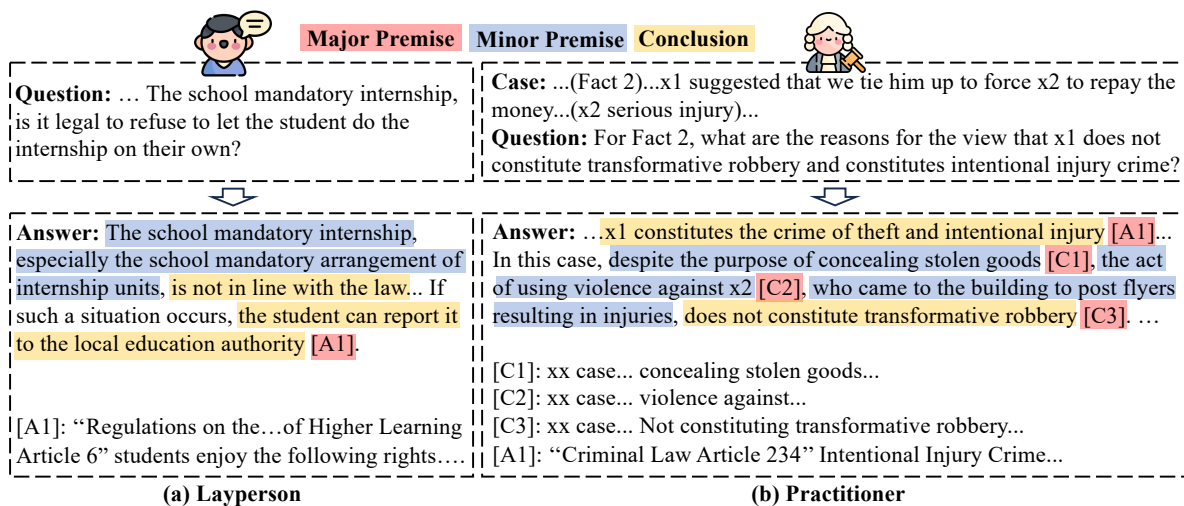 Major Premise Minor Premise Conclusion
Question: … The school mandatory internship,
is it legal to refuse to let the student do the
internship on their own?
Case: ...(Fact 2)...x1 suggested that we tie him up to force x2 to repay the
money...(x2 serious injury)...
Question: For Fact 2, what are the reasons for the view that x1 does not
constitute transformative robbery and constitutes intentional injury crime?
Answer: The school mandatory internship,
especially the school mandatory arrangement of
internship units, is not in line with the law... If
such a situation occurs, the student can report it
to the local education authority [A1].
[A1]: “Regulations on the…of Higher Learning
Article 6” students enjoy the following rights….
(a) Layperson
Answer: …x1 constitutes the crime of theft and intentional injury [A1]...
In this case, despite the purpose of concealing stolen goods [C1], the act
of using violence against x2 [C2], who came to the building to post flyers
resulting in injuries, does not constitute transformative robbery [C3]. …
[C1]: xx case... concealing stolen goods...
[C2]: xx case... violence against...
[C3]: xx case... Not constituting transformative robbery...
[A1]: “Criminal Law Article 234” Intentional Injury Crime...
(b) Practitioner